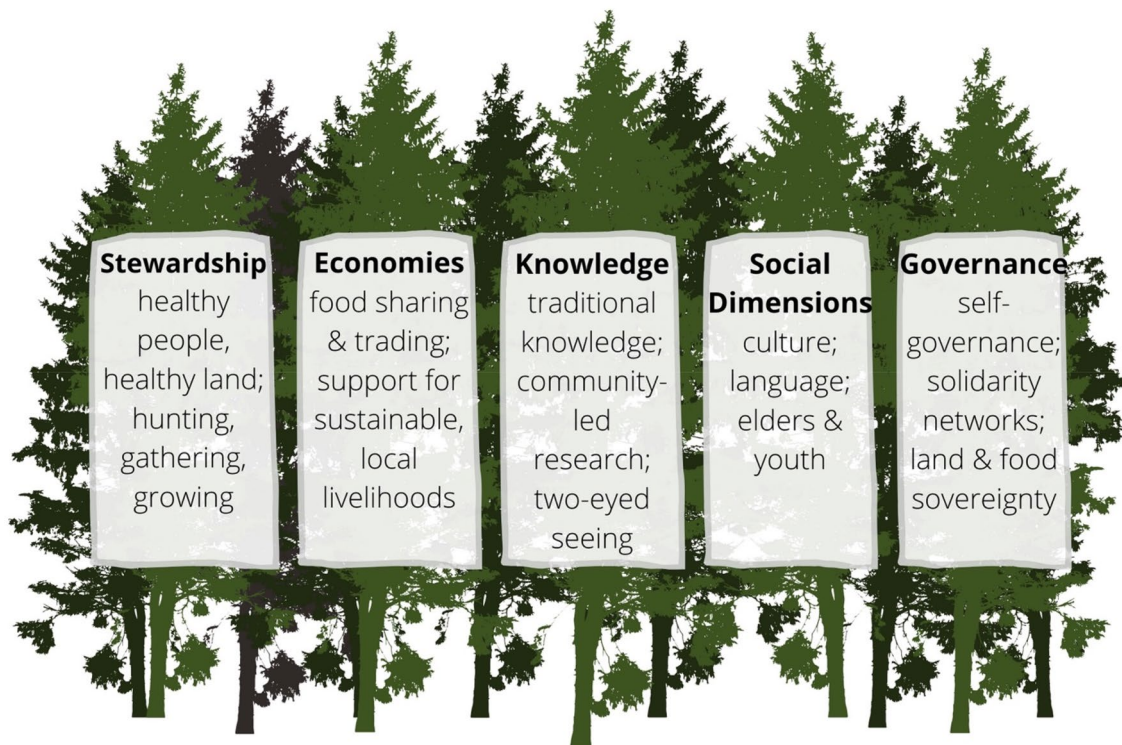 Stewardship
healthy
people,
healthy land;
hunting,
gathering,
growing
Economies
food sharing
& trading;
support for
sustainable,
local
livelihoods
Knowledge
traditional
knowledge;
community-
led
research;
two-eyed
seeing
Social
Dimensions
culture;
language;
elders &
youth
Governance
self-
governance;
solidarity
networks;
land & food
sovereignty